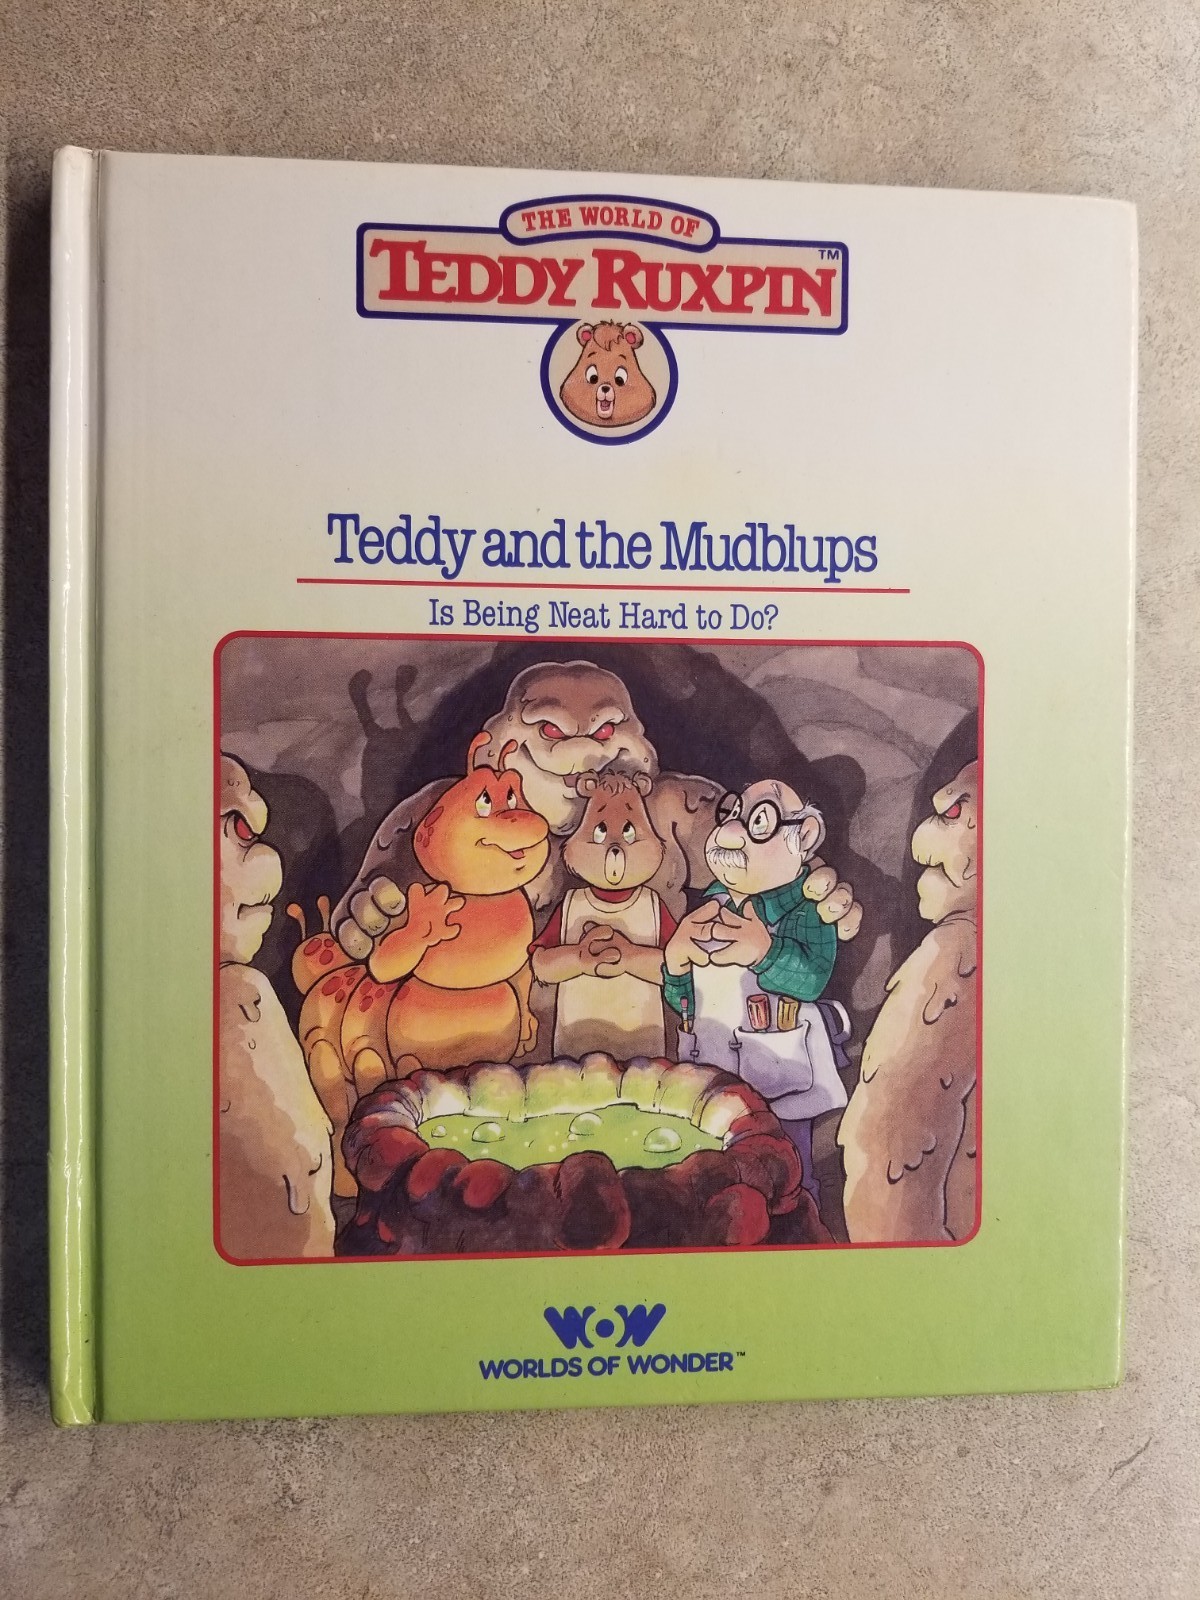 THE WORLD OF
TEDDY RUXPIN™
Teddy and the Mudblups
Is Being Neat Hard to Do?
WOW
WORLDS OF WONDER™